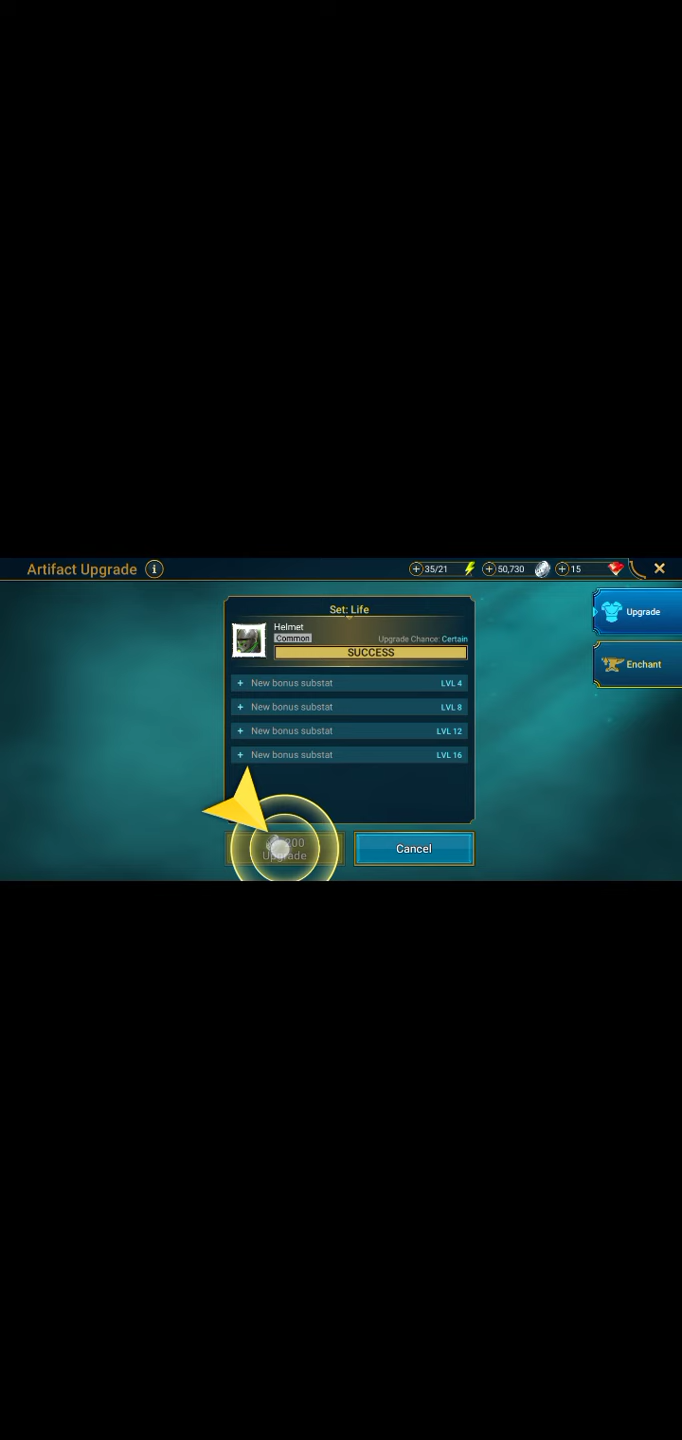 Artifact Upgrade i 35/21 50,730 15
Set: Life
Helmet
Common
Upgrade Chance: Certain
SUCCESS
+ New bonus substat LVL 4
+ New bonus substat LVL 8
+ New bonus substat LVL 12
+ New bonus substat LVL 16
200
Upgrade
Cancel
Upgrade
Enchant